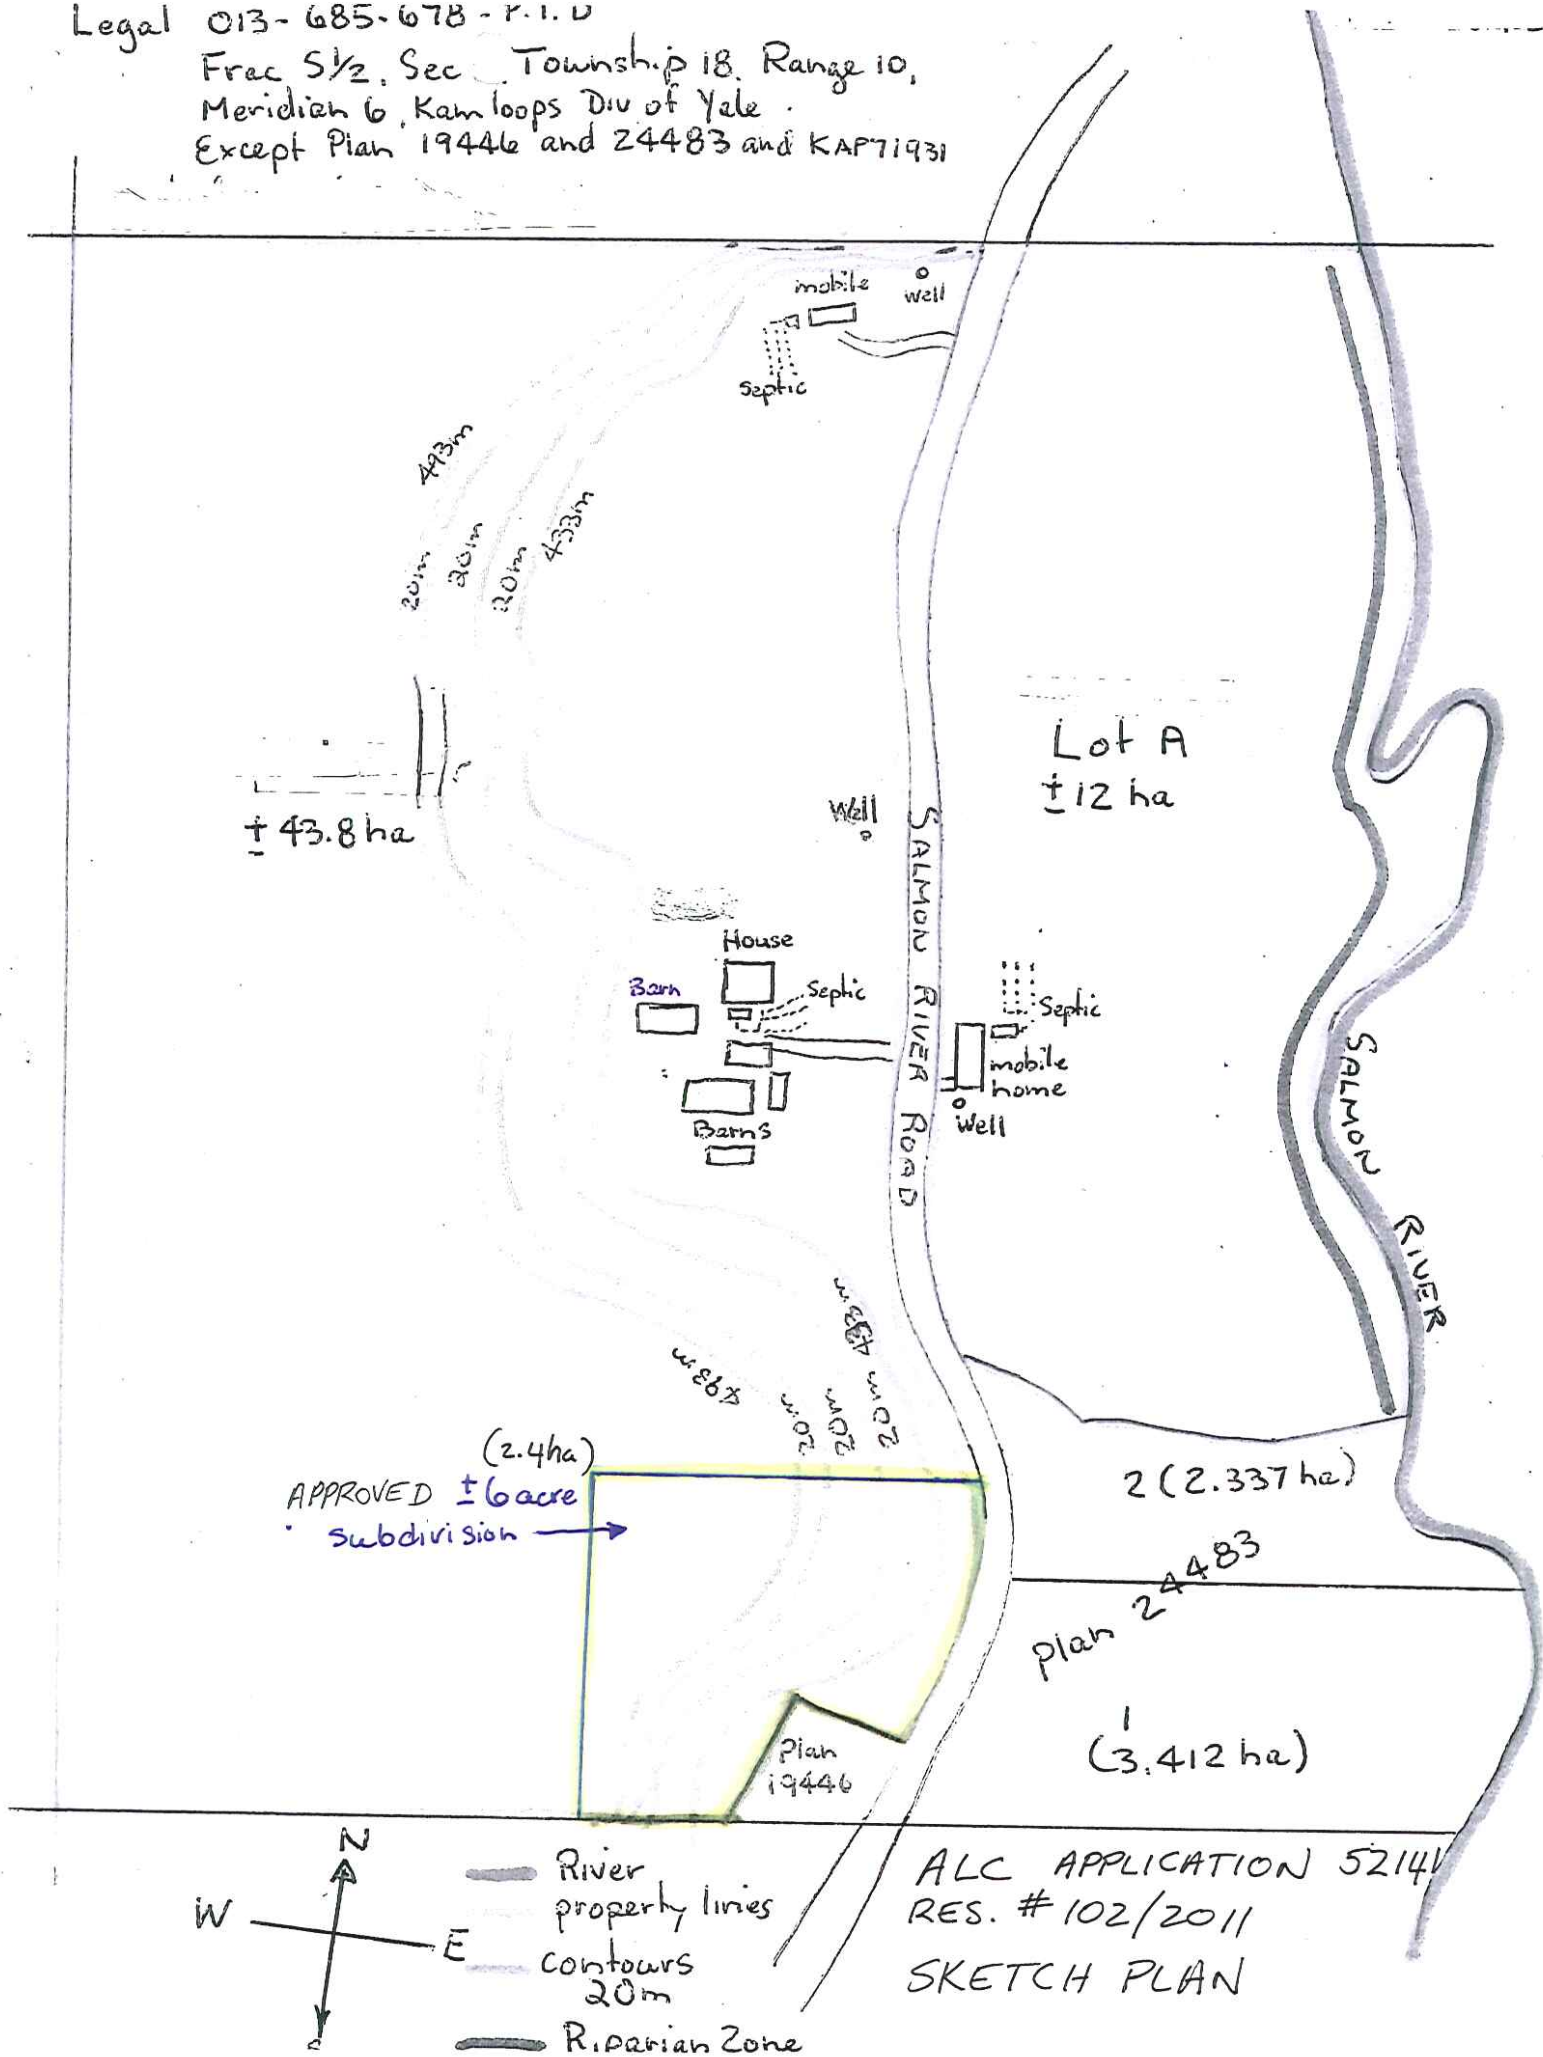 Legal 013-685-678-P.I.D
Frac S½, Sec Township 18, Range 10,
Meridian 6, Kamloops Div of Yale
Except Plan 19446 and 24483 and KAP71931
mobile
well
Septic
493m
433m
20m
20m
20m
Lot A
± 12 ha
± 43.8 ha
Well
SALMON RIVER ROAD
House
Barn
Septic
Septic
mobile
home
Well
Barns
SALMON RIVER
433m
493m
20m
20m
20m
(2.4ha)
APPROVED ± 6 acre
subdivision
2 (2.337 ha)
plan 24483
1
(3.412 ha)
Plan
19446
N
W
E
S
River
property lines
contours
20m
Riparian Zone
ALC APPLICATION 52141
RES. # 102/2011
SKETCH PLAN